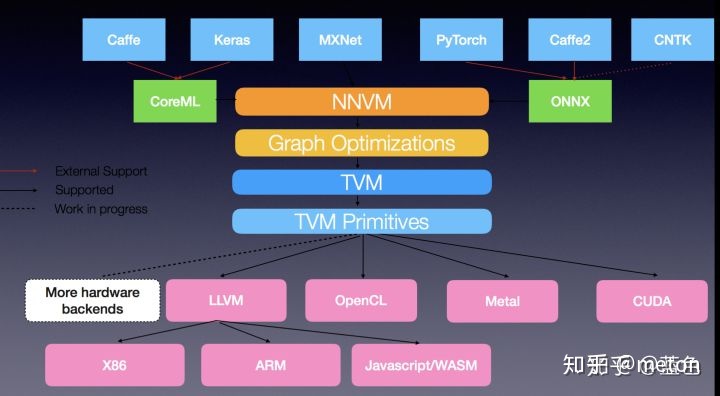 Caffe
Keras
MXNet
PyTorch
Caffe2
CNTK
CoreML
NNVM
ONNX
Graph Optimizations
External Support
TVM
Supported
Work in progress
TVM Primitives
More hardware
backends
LLVM
OpenCL
Metal
CUDA
X86
ARM
Javascript/WASM
知乎